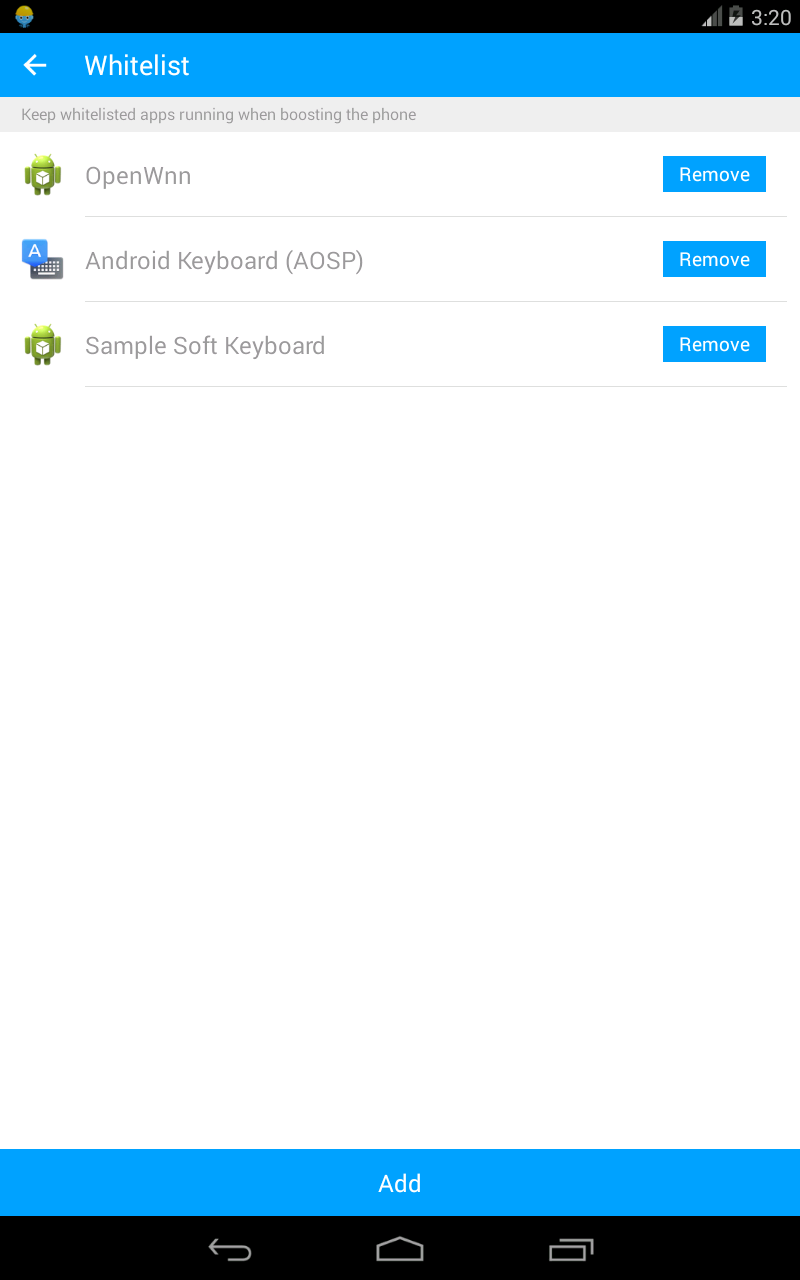 3:20
Whitelist
Keep whitelisted apps running when boosting the phone
OpenWnn
Remove
A
Android Keyboard (AOSP)
Remove
Sample Soft Keyboard
Remove
Add